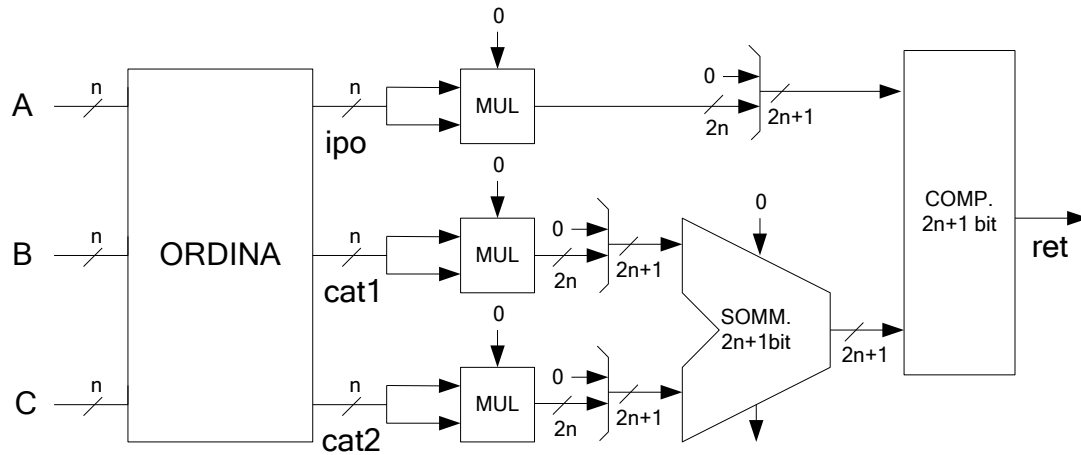 0
n
n
A
MUL
0
2n
2n+1
ipo
0
COMP.
2n+1 bit
ret
n
B
ORDINA
n
cat1
MUL
0
2n
2n+1
0
SOMM.
2n+1bit
2n+1
0
n
C
n
cat2
MUL
0
2n
2n+1